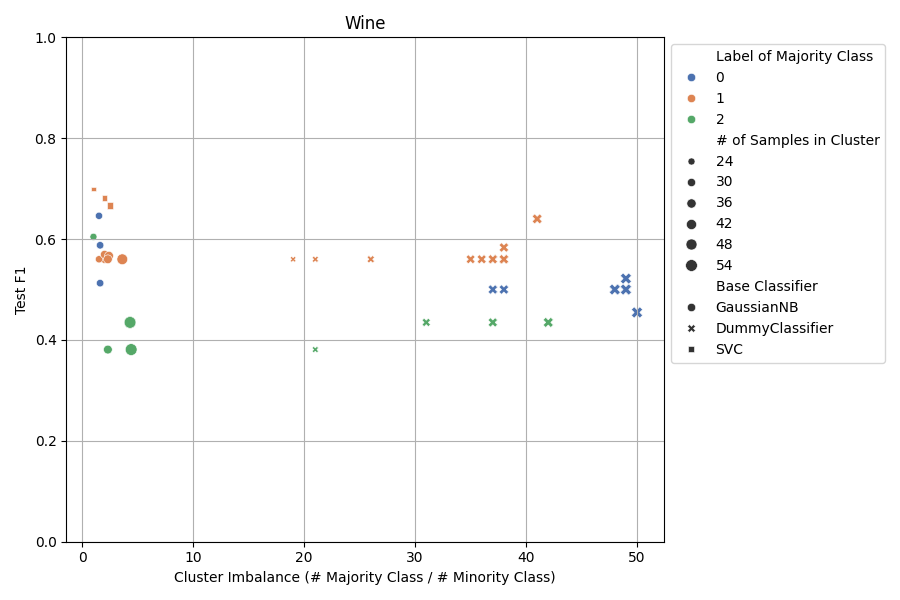 Wine
1.0
0.8
0.6
0.4
0.2
0.0
Test F1
0 10 20 30 40 50
Cluster Imbalance (# Majority Class / # Minority Class)
Label of Majority Class
0
1
2
# of Samples in Cluster
24
30
36
42
48
54
Base Classifier
GaussianNB
DummyClassifier
SVC